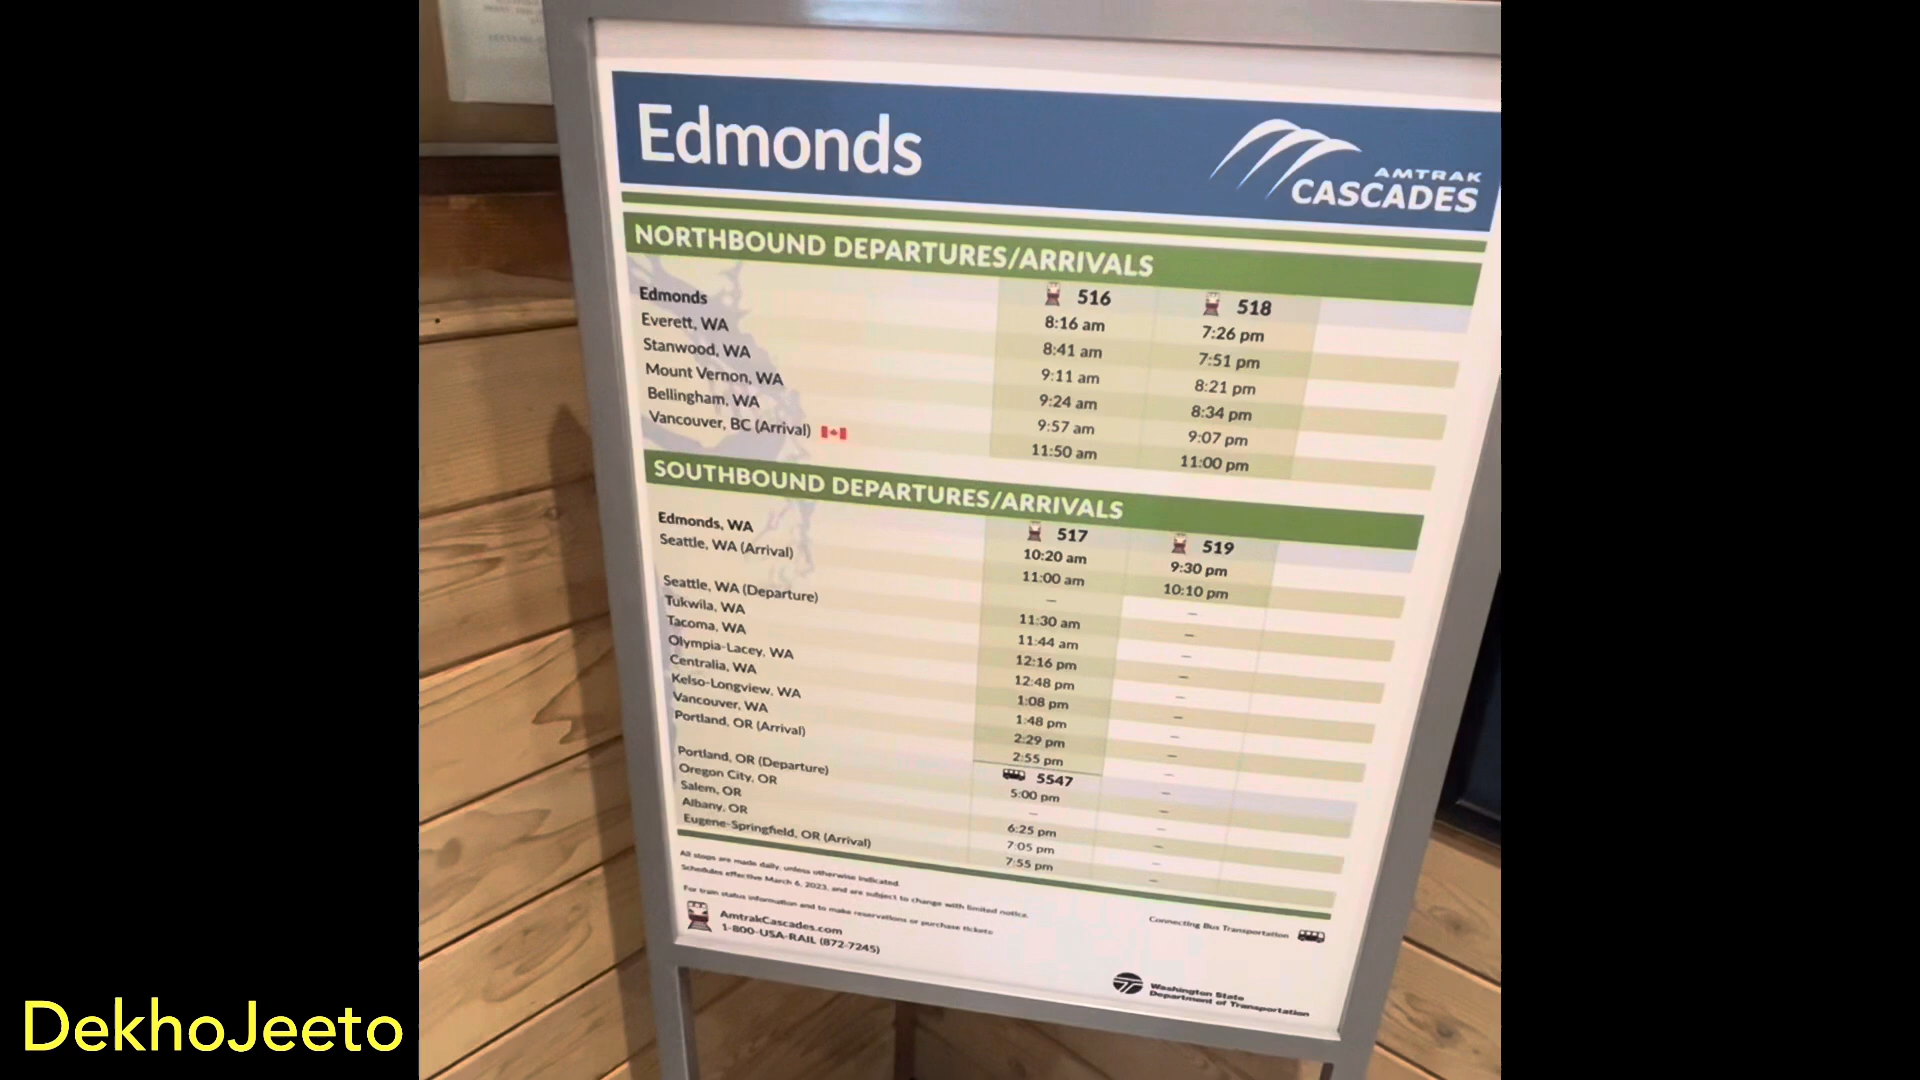 Edmonds
AMTRAK
CASCADES
NORTHBOUND DEPARTURES/ARRIVALS
516 518
Edmonds 8:16 am 7:26 pm
Everett, WA 8:41 am 7:51 pm
Stanwood, WA 9:11 am 8:21 pm
Mount Vernon, WA 9:24 am 8:34 pm
Bellingham, WA 9:57 am 9:07 pm
Vancouver, BC (Arrival) 11:50 am 11:00 pm
SOUTHBOUND DEPARTURES/ARRIVALS
517 519
Edmonds, WA 10:20 am 9:30 pm
Seattle, WA (Arrival) 11:00 am 10:10 pm
– –
Seattle, WA (Departure) 11:30 am –
Tukwila, WA 11:44 am –
Tacoma, WA 12:16 pm –
Olympia-Lacey, WA 12:48 pm –
Centralia, WA 1:08 pm –
Kelso-Longview, WA 1:48 pm –
Vancouver, WA 2:29 pm –
Portland, OR (Arrival) 2:55 pm –
5547 –
Portland, OR (Departure) 5:00 pm –
Oregon City, OR – –
Salem, OR 6:25 pm –
Albany, OR 7:05 pm –
Eugene-Springfield, OR (Arrival) 7:55 pm –
All stops are made daily, unless otherwise indicated
Schedules effective March 6, 2023, and are subject to change with limited notice.
For train status information and to make reservations or purchase tickets
AmtrakCascades.com
1-800-USA-RAIL (872-7245)
Connecting Bus Transportation
Washington State
Department of Transportation
DekhoJeeto